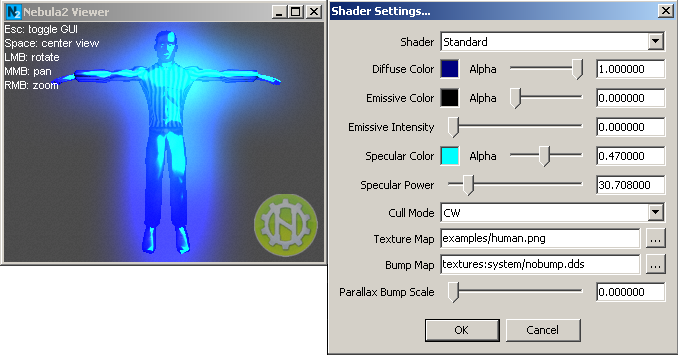 Nebula2 Viewer
Esc: toggle GUI
Space: center view
LMB: rotate
MMB: pan
RMB: zoom
Shader Settings...
Shader Standard
Diffuse Color Alpha 1.000000
Emissive Color Alpha 0.000000
Emissive Intensity 0.000000
Specular Color Alpha 0.470000
Specular Power 30.708000
Cull Mode CW
Texture Map examples/human.png ...
Bump Map textures:system/nobump.dds ...
Parallax Bump Scale 0.000000
OK Cancel